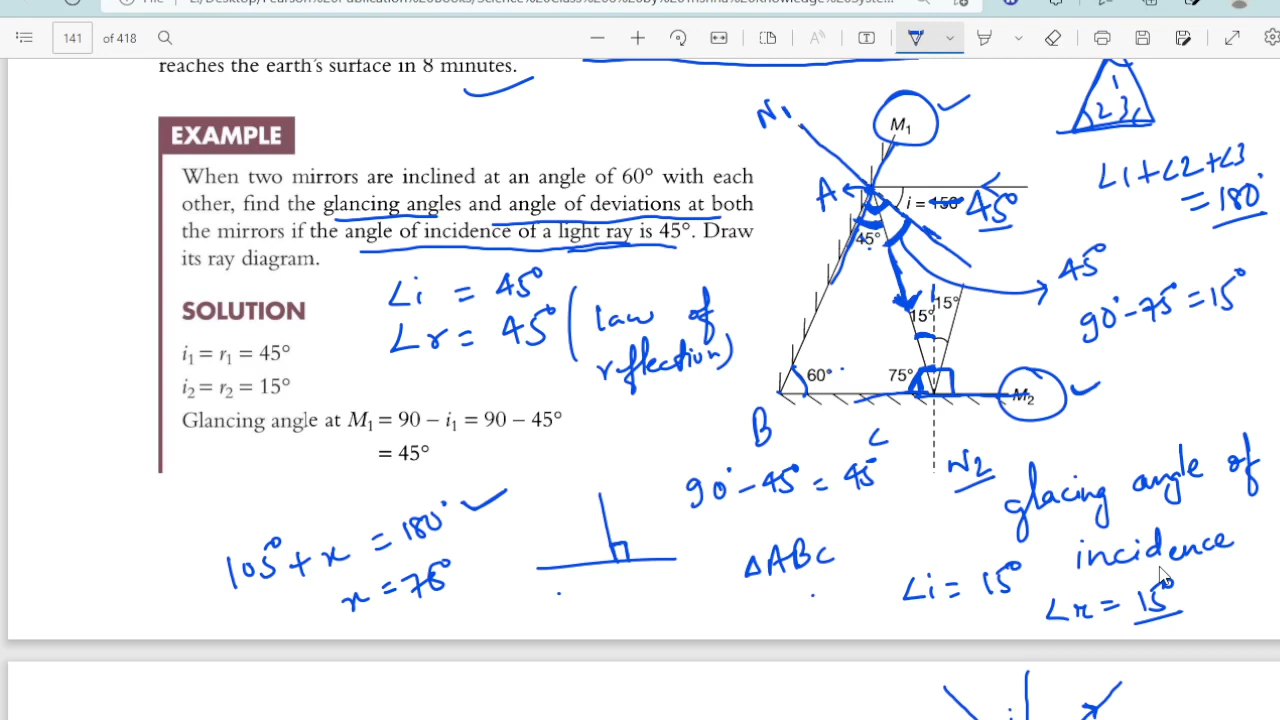 141 of 418
reaches the earth's surface in 8 minutes.
EXAMPLE
When two mirrors are inclined at an angle of 60° with each
other, find the glancing angles and angle of deviations at both
the mirrors if the angle of incidence of a light ray is 45°. Draw
its ray diagram.
SOLUTION
i₁ = r₁ = 45°
i₂ = r₂ = 15°
Glancing angle at M₁ = 90 – i₁ = 90 – 45°
= 45°
∠i = 45°
∠r = 45° (law of
reflection)
N1
M₁
A
i =
45°
45°
45°
90° - 75° = 15°
15°
15°
60°
75°
M₂
B
C
N2
1
2 3
∠1 + ∠2 + ∠3
= 180°
90° - 45° = 45°
105° + x = 180°
x = 75°
△ABC
glacing angle of
incidence
∠i = 15°
∠r = 15°